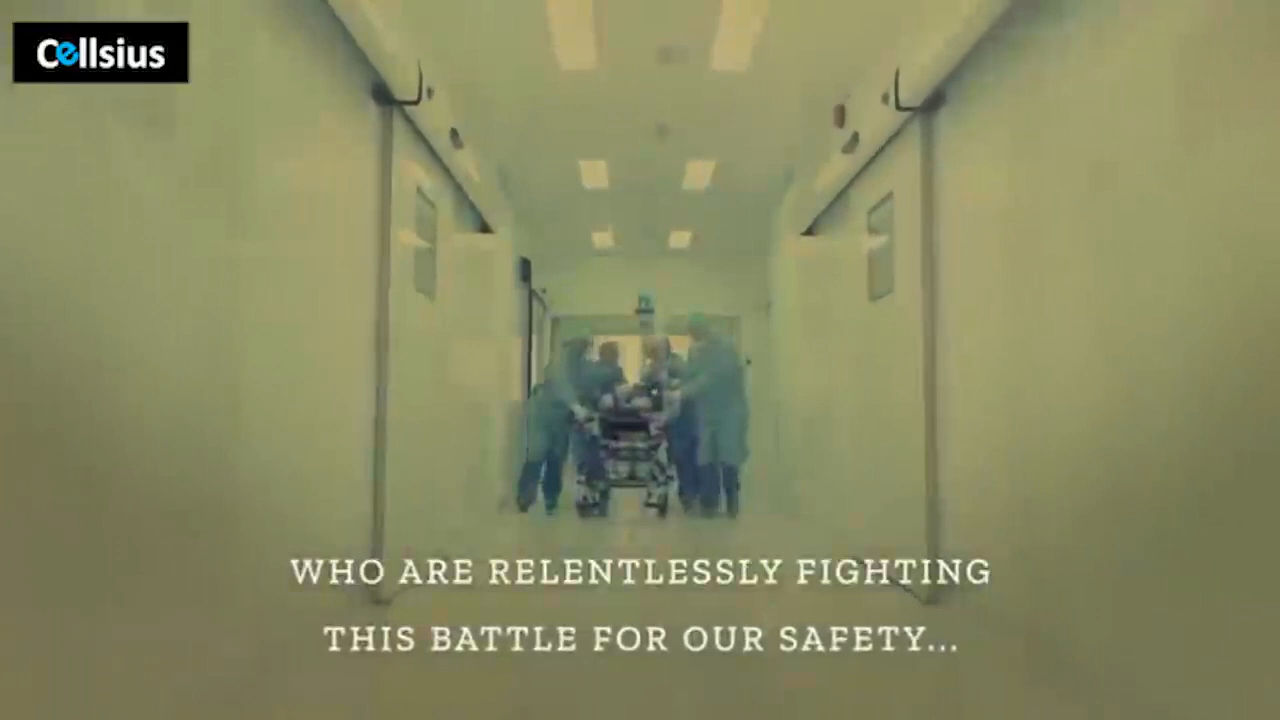 Cellsius
WHO ARE RELENTLESSLY FIGHTING
THIS BATTLE FOR OUR SAFETY...